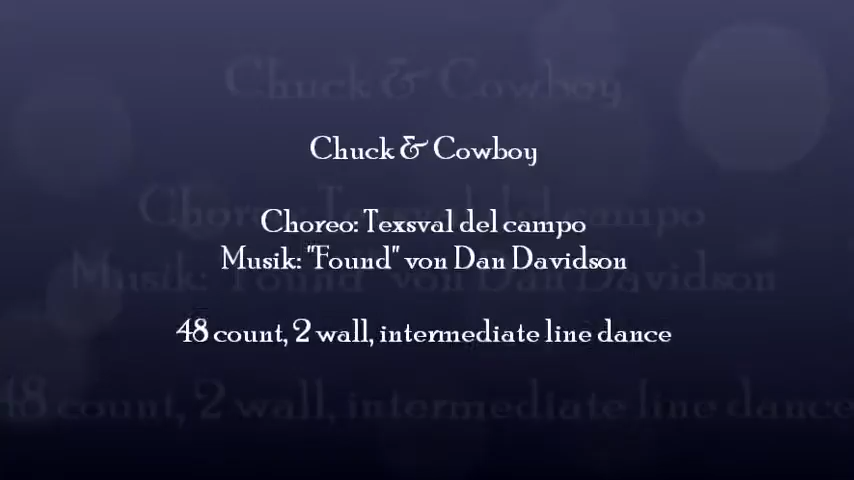 Chuck & Cowboy
Choreo: Texsval del campo
Musik: "Found" von Dan Davidson
48 count, 2 wall, intermediate line dance